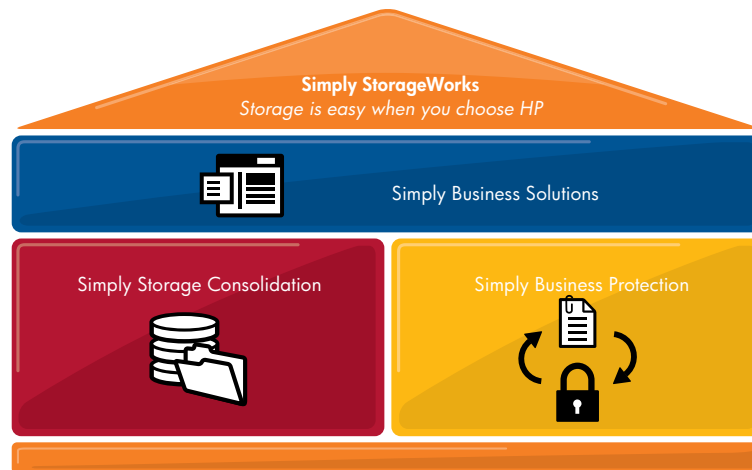 Simply StorageWorks
Storage is easy when you choose HP
Simply Business Solutions
Simply Storage Consolidation
Simply Business Protection